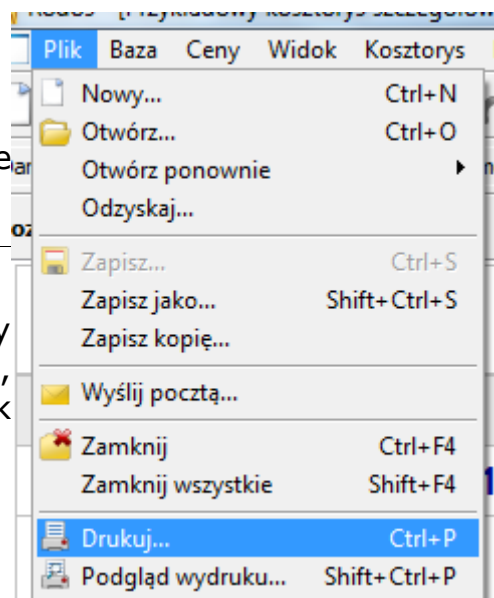 Plik Baza Ceny Widok Kosztorys
Nowy... Ctrl+N
Otwórz... Ctrl+O
Otwórz ponownie
Odzyskaj...
Zapisz... Ctrl+S
Zapisz jako... Shift+Ctrl+S
Zapisz kopię...
Wyślij pocztą...
Zamknij Ctrl+F4
Zamknij wszystkie Shift+F4
Drukuj... Ctrl+P
Podgląd wydruku... Shift+Ctrl+P